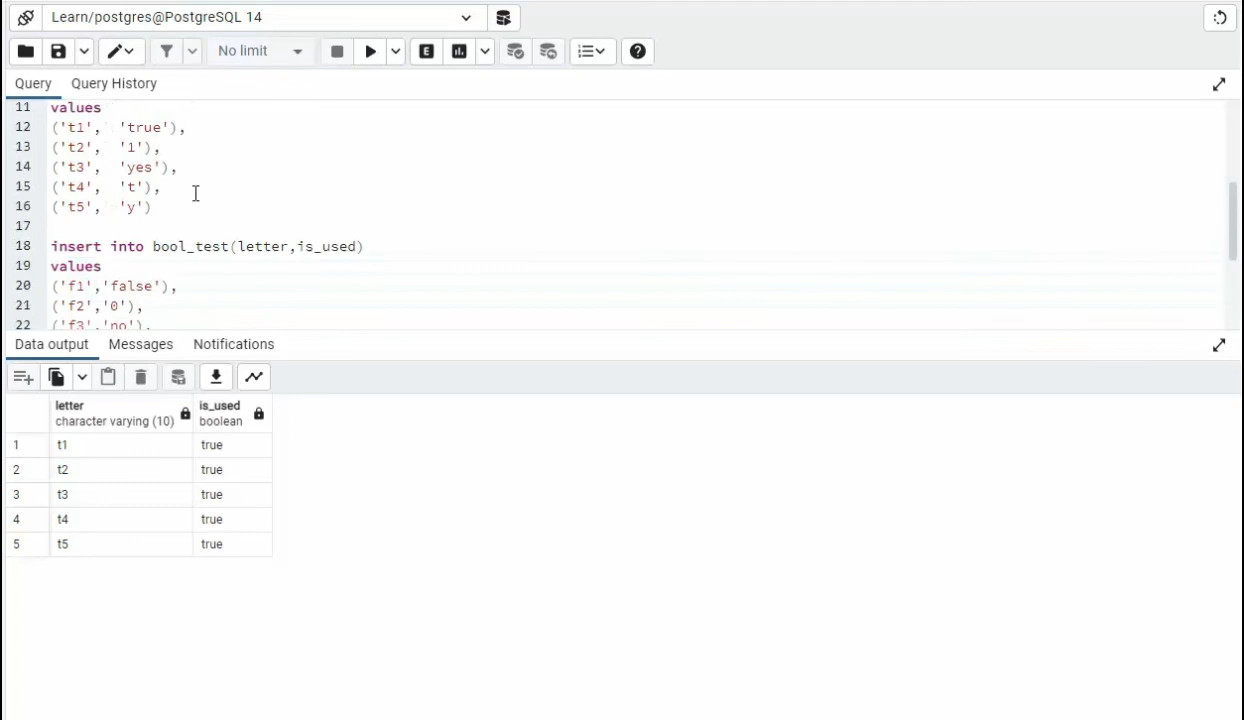 Learn/postgres@PostgreSQL 14
No limit
E
Query Query History
11 values
12 ('t1', 'true'),
13 ('t2', '1'),
14 ('t3', 'yes'),
15 ('t4', 't'),
16 ('t5', 'y')
17
18 insert into bool_test(letter,is_used)
19 values
20 ('f1','false'),
21 ('f2','0'),
22 ('f3','no'),
Data output Messages Notifications
letter is_used
character varying (10) boolean
1 t1 true
2 t2 true
3 t3 true
4 t4 true
5 t5 true